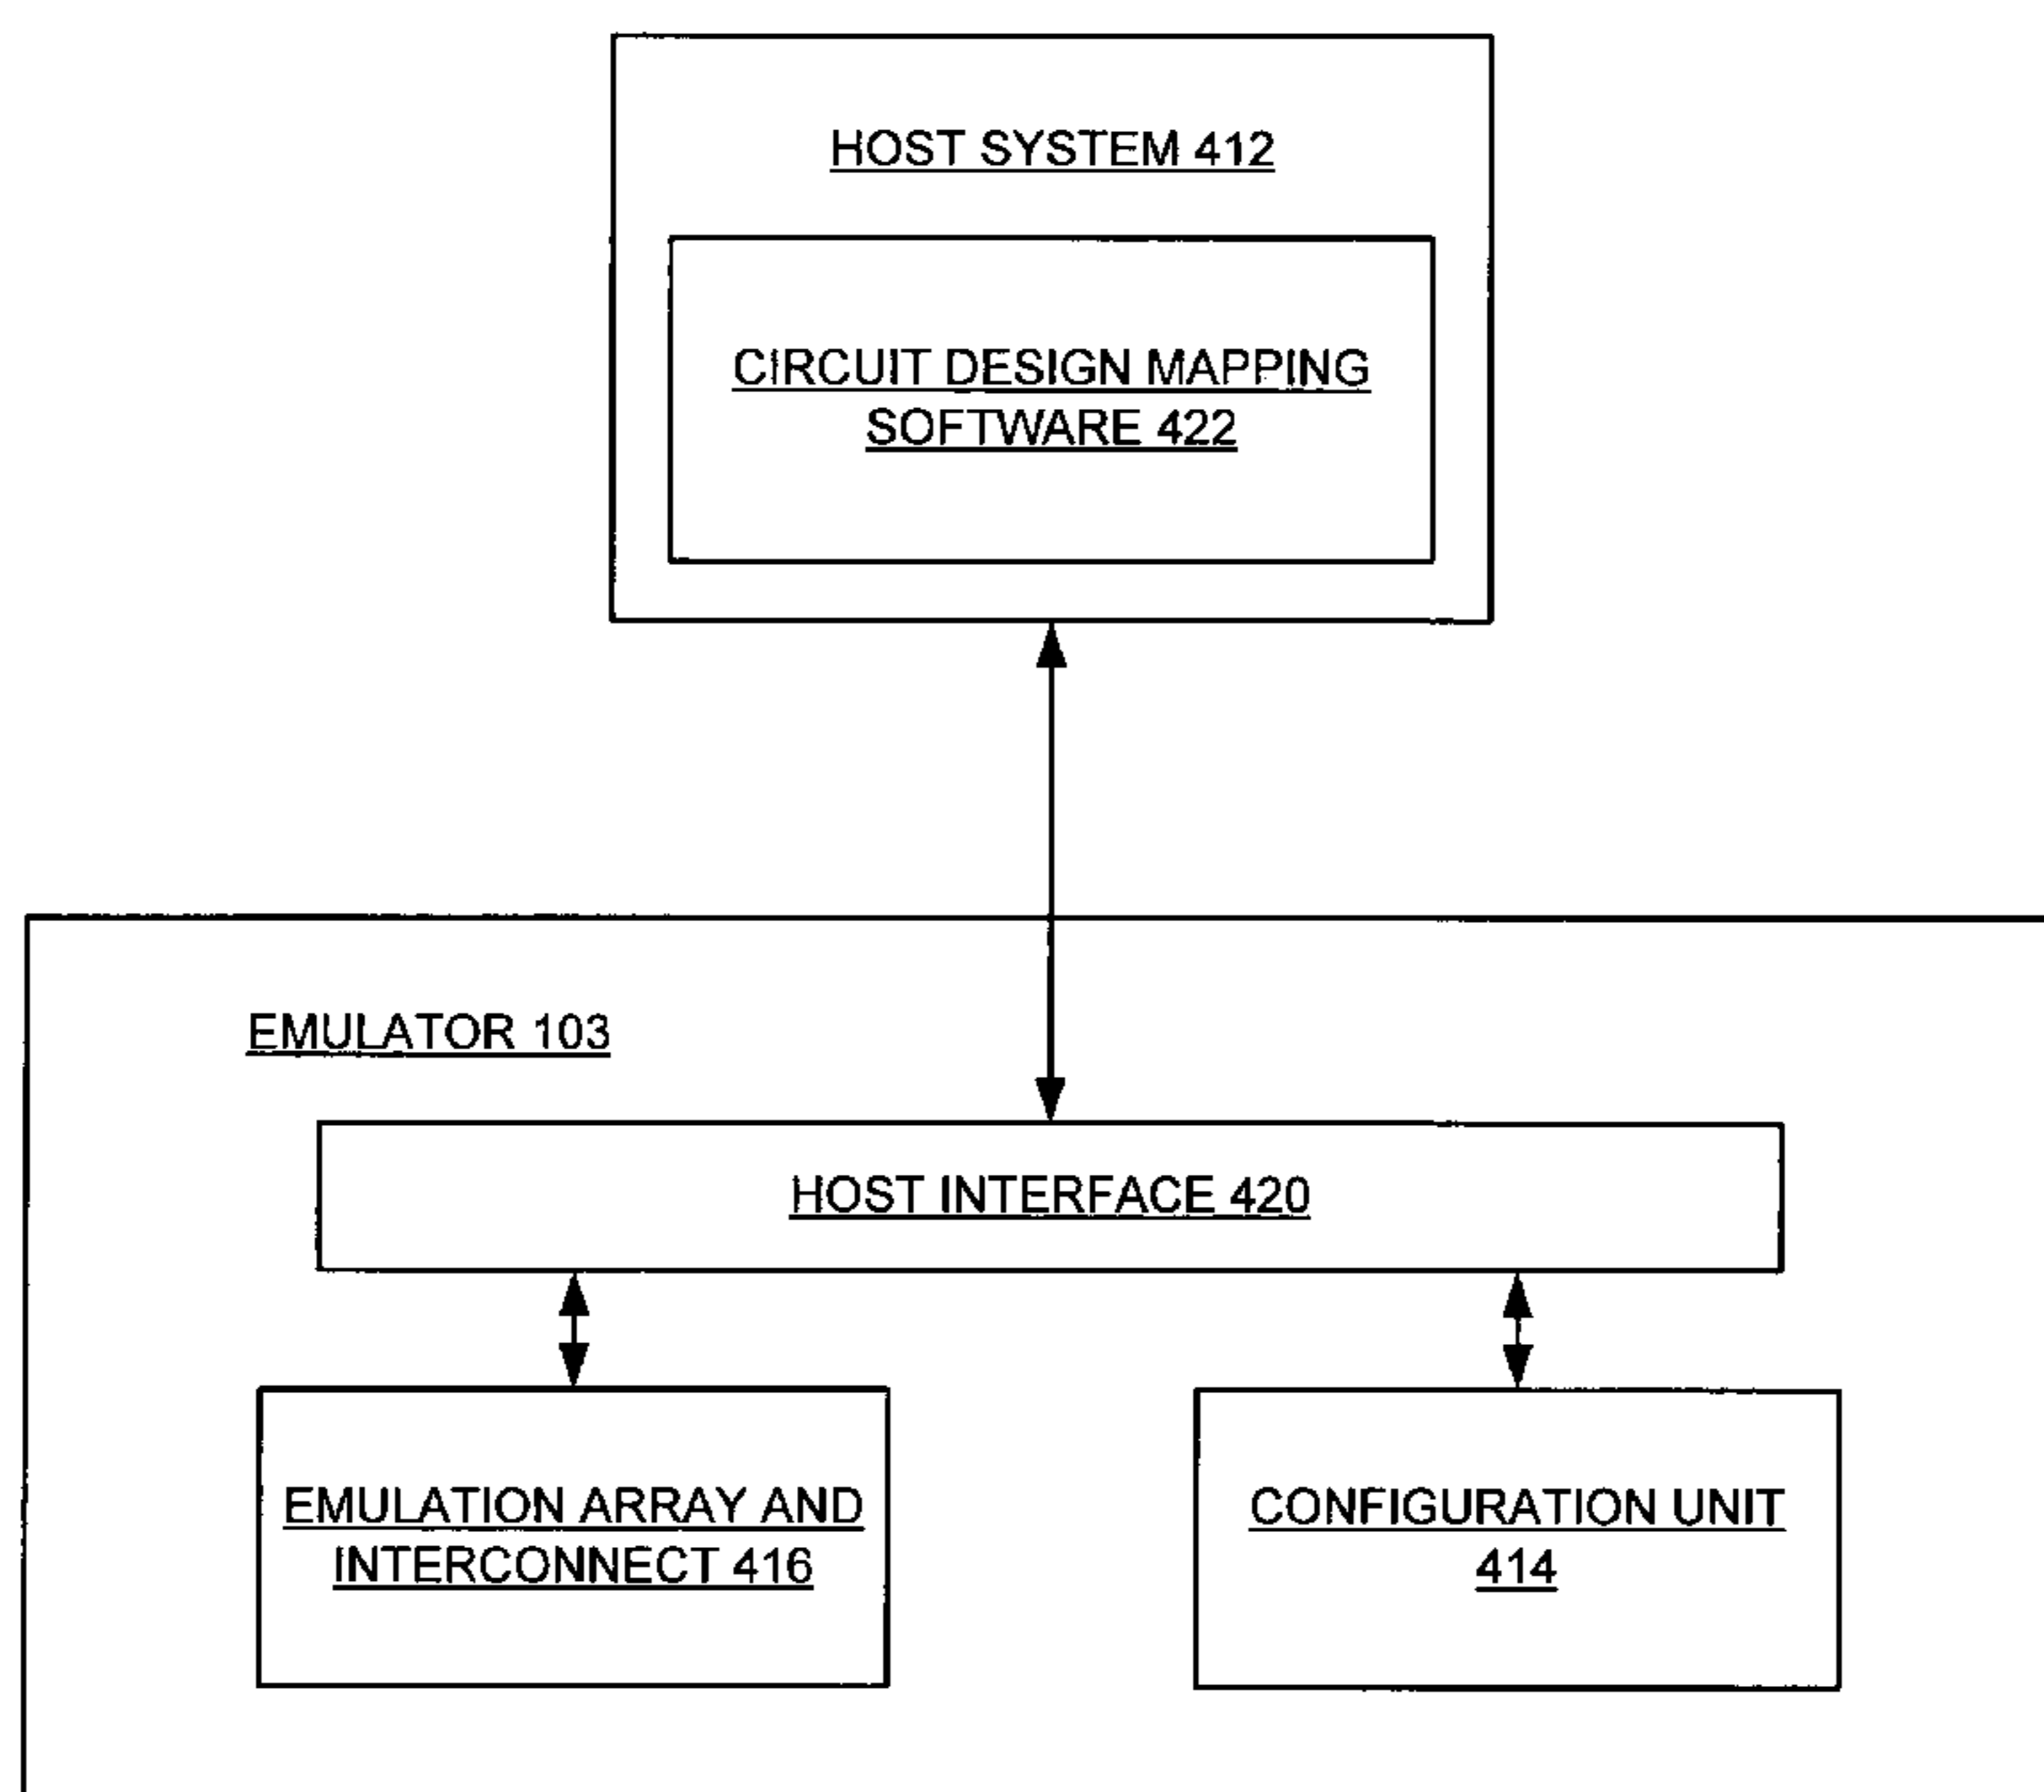 HOST SYSTEM 412
CIRCUIT DESIGN MAPPING
SOFTWARE 422
EMULATOR 103
HOST INTERFACE 420
EMULATION ARRAY AND
INTERCONNECT 416
CONFIGURATION UNIT
414